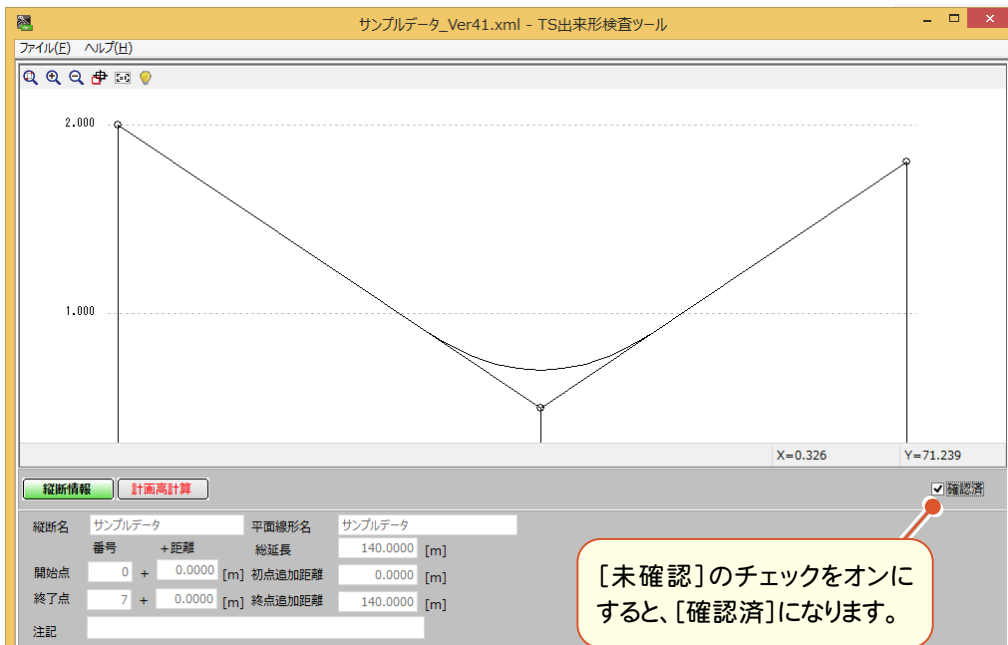 サンプルデータ_Ver41.xml - TS出来形検査ツール
ファイル(F) ヘルプ(H)
2.000
1.000
X=0.326 Y=71.239
縦断情報 計画高計算 確認済
縦断名 サンプルデータ 平面線形名 サンプルデータ
番号 +距離 総延長 140.0000 [m]
開始点 0 + 0.0000 [m] 初点追加距離 0.0000 [m]
終了点 7 + 0.0000 [m] 終点追加距離 140.0000 [m]
注記
[未確認]のチェックをオンに
すると、[確認済]になります。